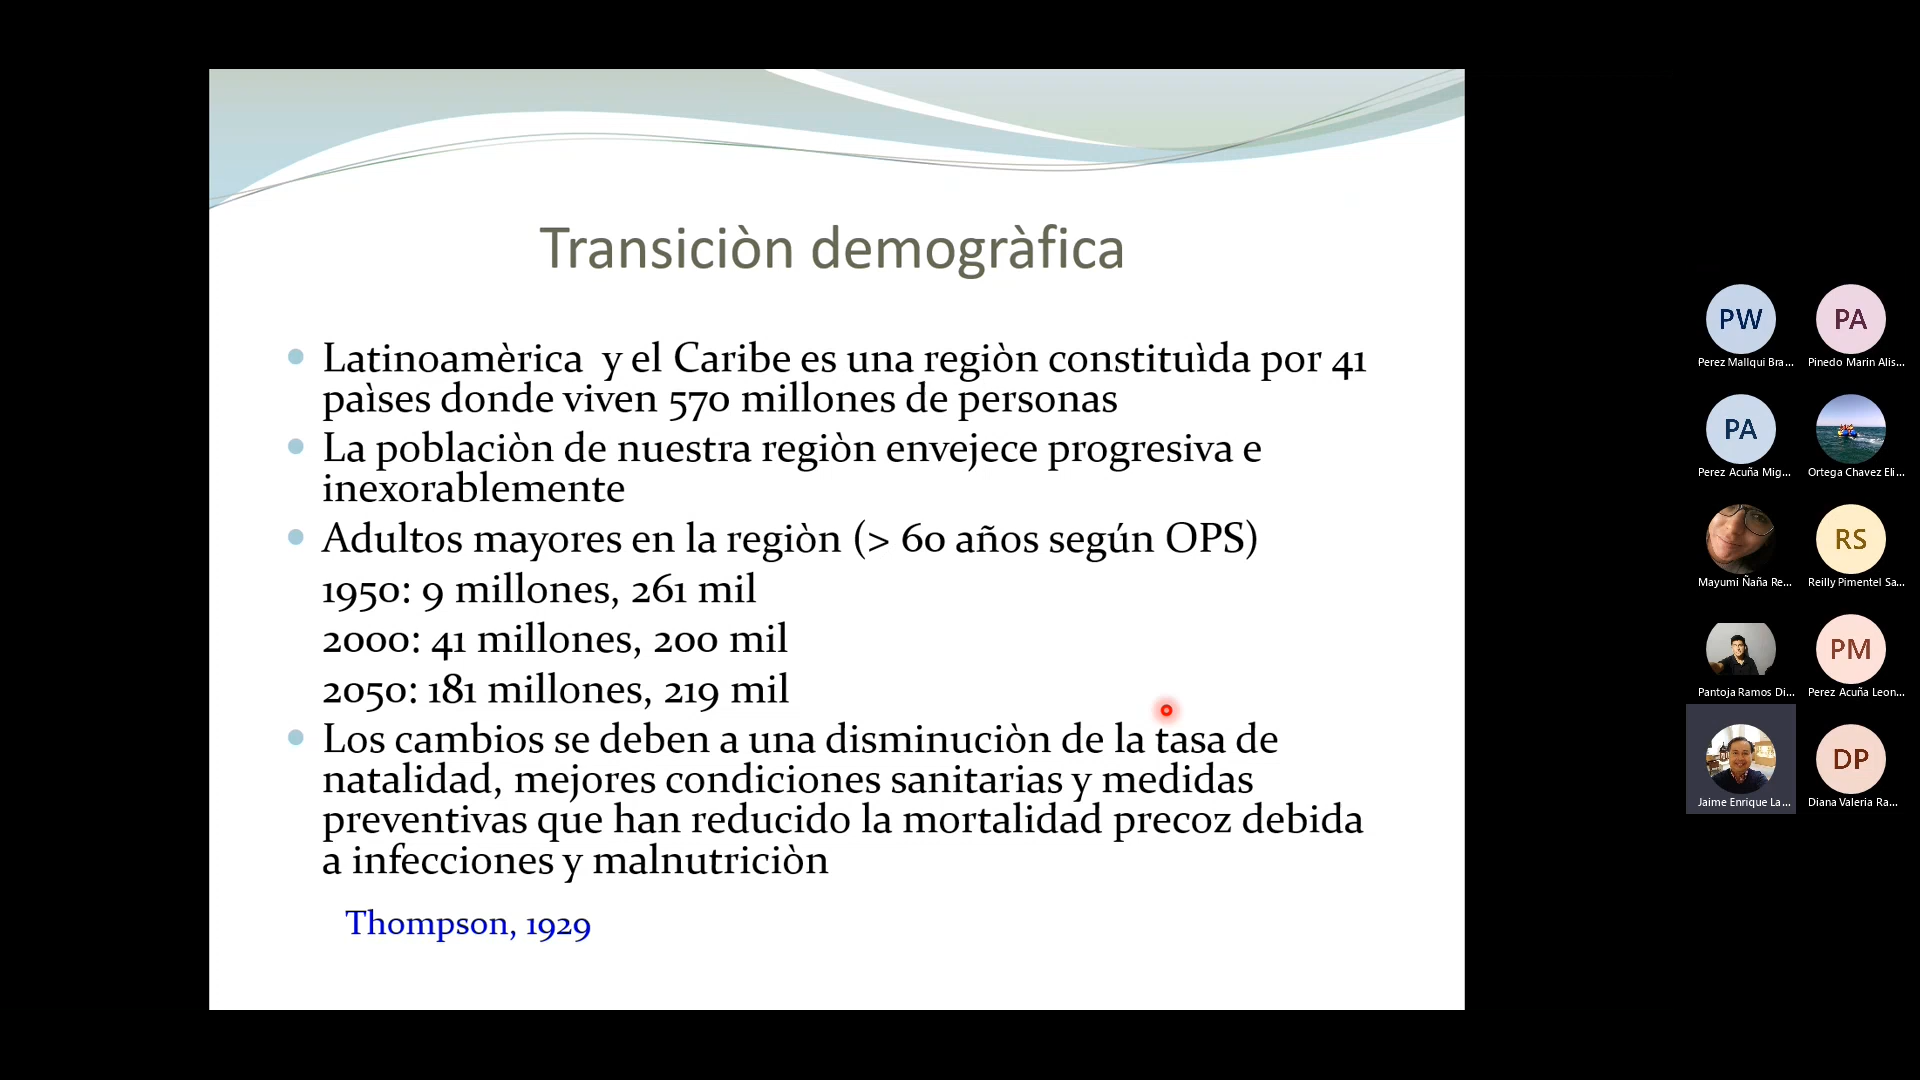 Transiciòn demogràfica
Latinoamèrica y el Caribe es una regiòn constituìda por 41
paìses donde viven 570 millones de personas
La poblaciòn de nuestra regiòn envejece progresiva e
inexorablemente
Adultos mayores en la regiòn (> 60 años según OPS)
1950: 9 millones, 261 mil
2000: 41 millones, 200 mil
2050: 181 millones, 219 mil
Los cambios se deben a una disminuciòn de la tasa de
natalidad, mejores condiciones sanitarias y medidas
preventivas que han reducido la mortalidad precoz debida
a infecciones y malnutriciòn
Thompson, 1929
PW
PA
Perez Mallqui Bra...
Pinedo Marin Alis...
PA
Perez Acuña Mig...
Ortega Chavez Eli...
RS
Mayumi Ñaña Re...
Reilly Pimentel Sa...
PM
Pantoja Ramos Di...
Perez Acuña Leon...
DP
Jaime Enrique La...
Diana Valeria Ra...